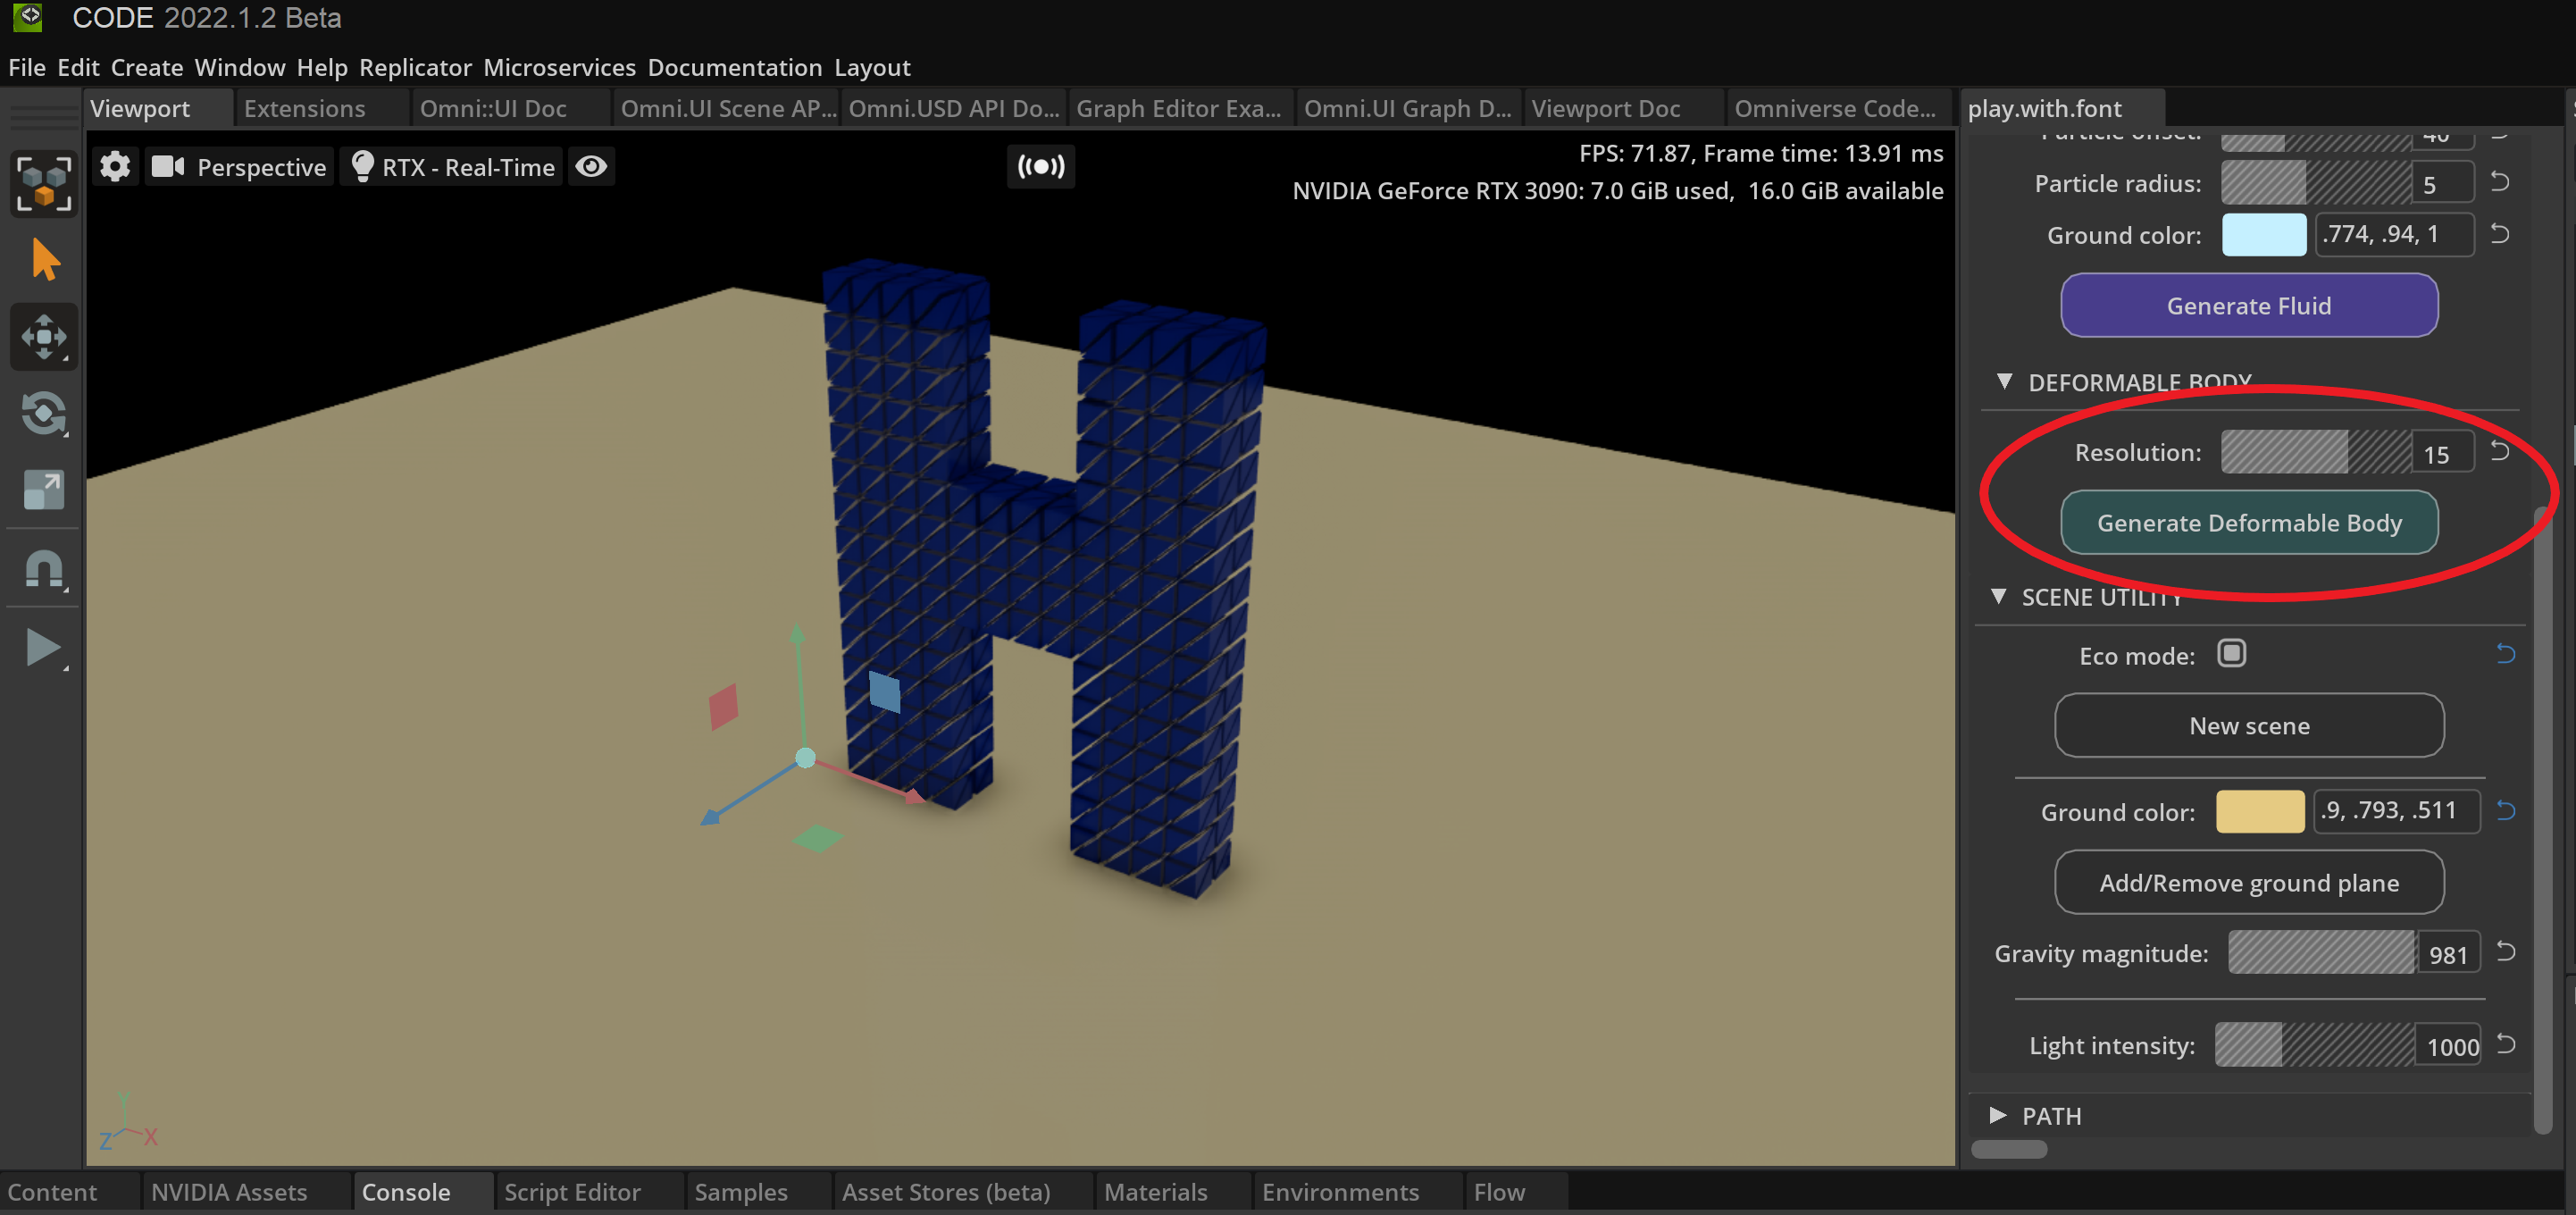 CODE 2022.1.2 Beta
File Edit Create Window Help Replicator Microservices Documentation Layout
Viewport Extensions Omni::UI Doc Omni.UI Scene AP... Omni.USD API Do... Graph Editor Exa... Omni.UI Graph D... Viewport Doc Omniverse Code... play.with.font
Perspective RTX - Real-Time
FPS: 71.87, Frame time: 13.91 ms
NVIDIA GeForce RTX 3090: 7.0 GiB used, 16.0 GiB available
Particle offset: 40
Particle radius: 5
Ground color: .774, .94, 1
Generate Fluid
DEFORMABLE BODY
Resolution: 15
Generate Deformable Body
SCENE UTILITY
Eco mode:
New scene
Ground color: .9, .793, .511
Add/Remove ground plane
Gravity magnitude: 981
Light intensity: 1000
PATH
Y
Z X
Content NVIDIA Assets Console Script Editor Samples Asset Stores (beta) Materials Environments Flow